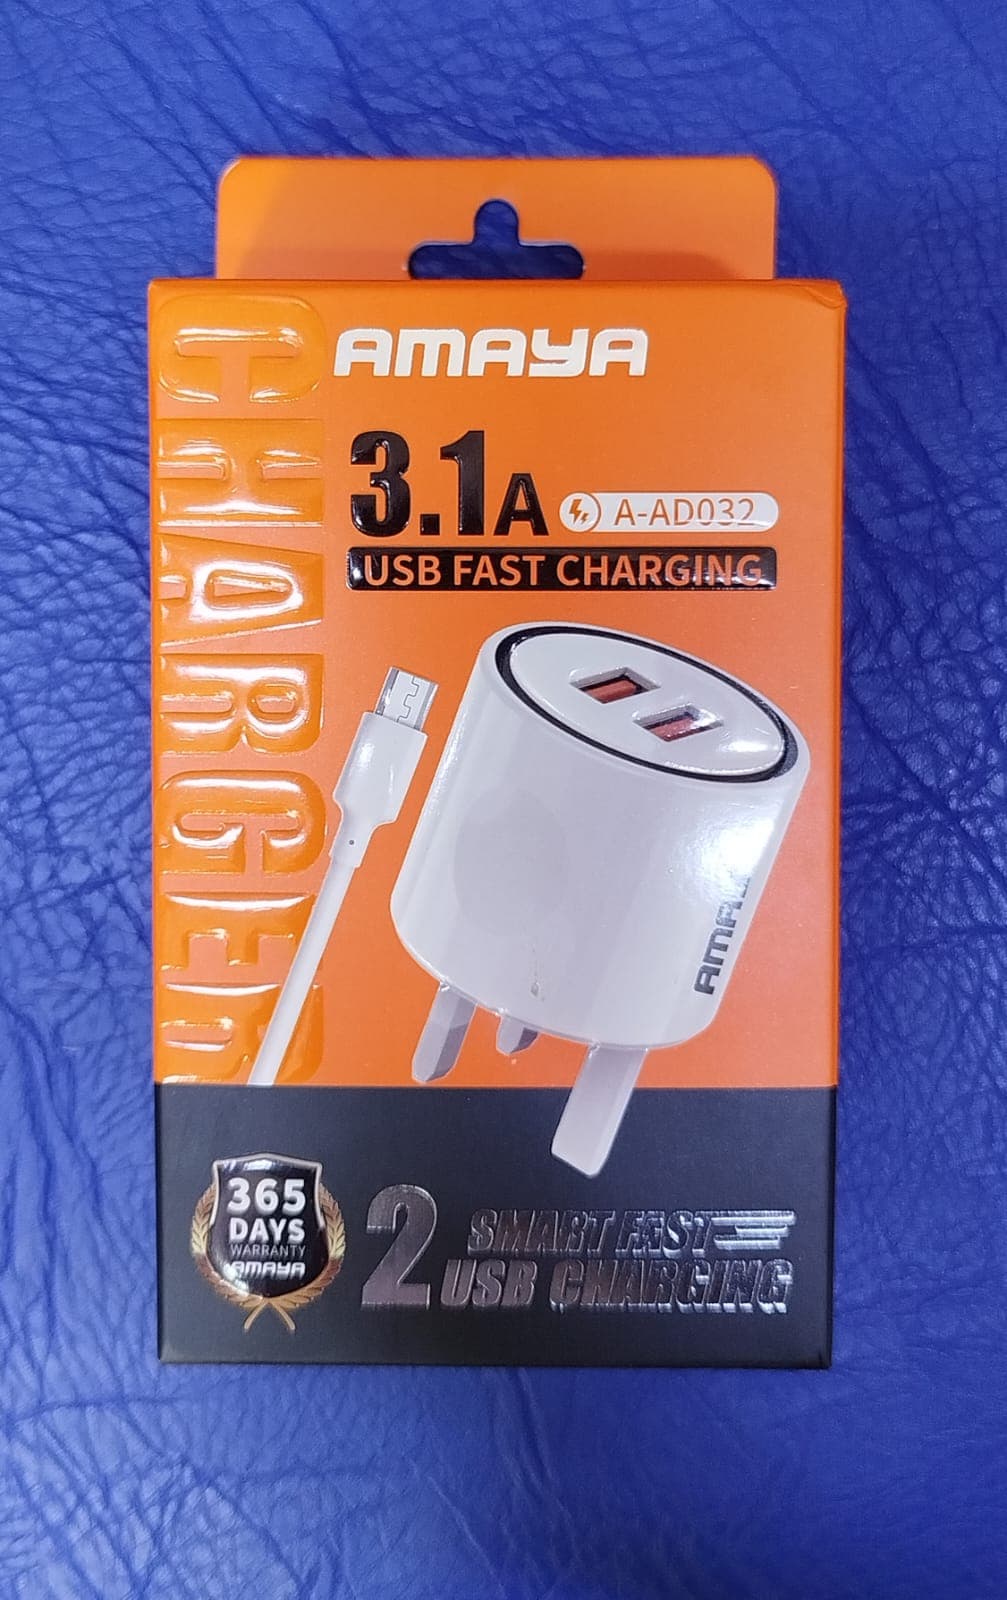 AMAYA
3.1A
A-AD032
USB FAST CHARGING
CHARGER
AMAYA
365
DAYS
WARRANTY
AMAYA
2 SMART FAST
USB CHARGING